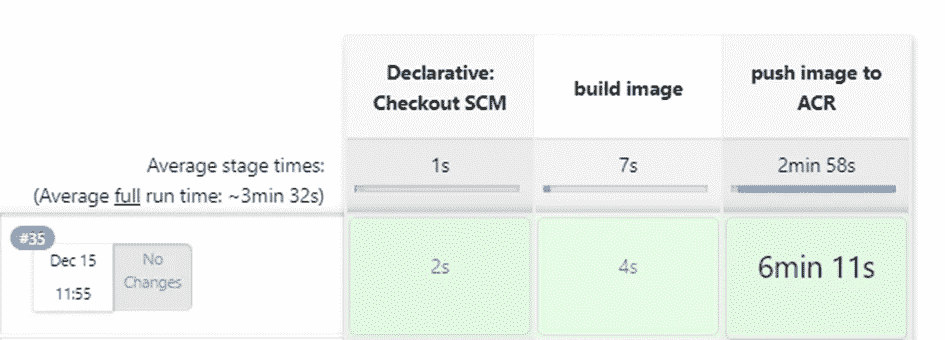 Declarative:
Checkout SCM
build image
push image to
ACR
Average stage times:
(Average full run time: ~3min 32s)
1s
7s
2min 58s
#35
Dec 15
11:55
No
Changes
2s
4s
6min 11s